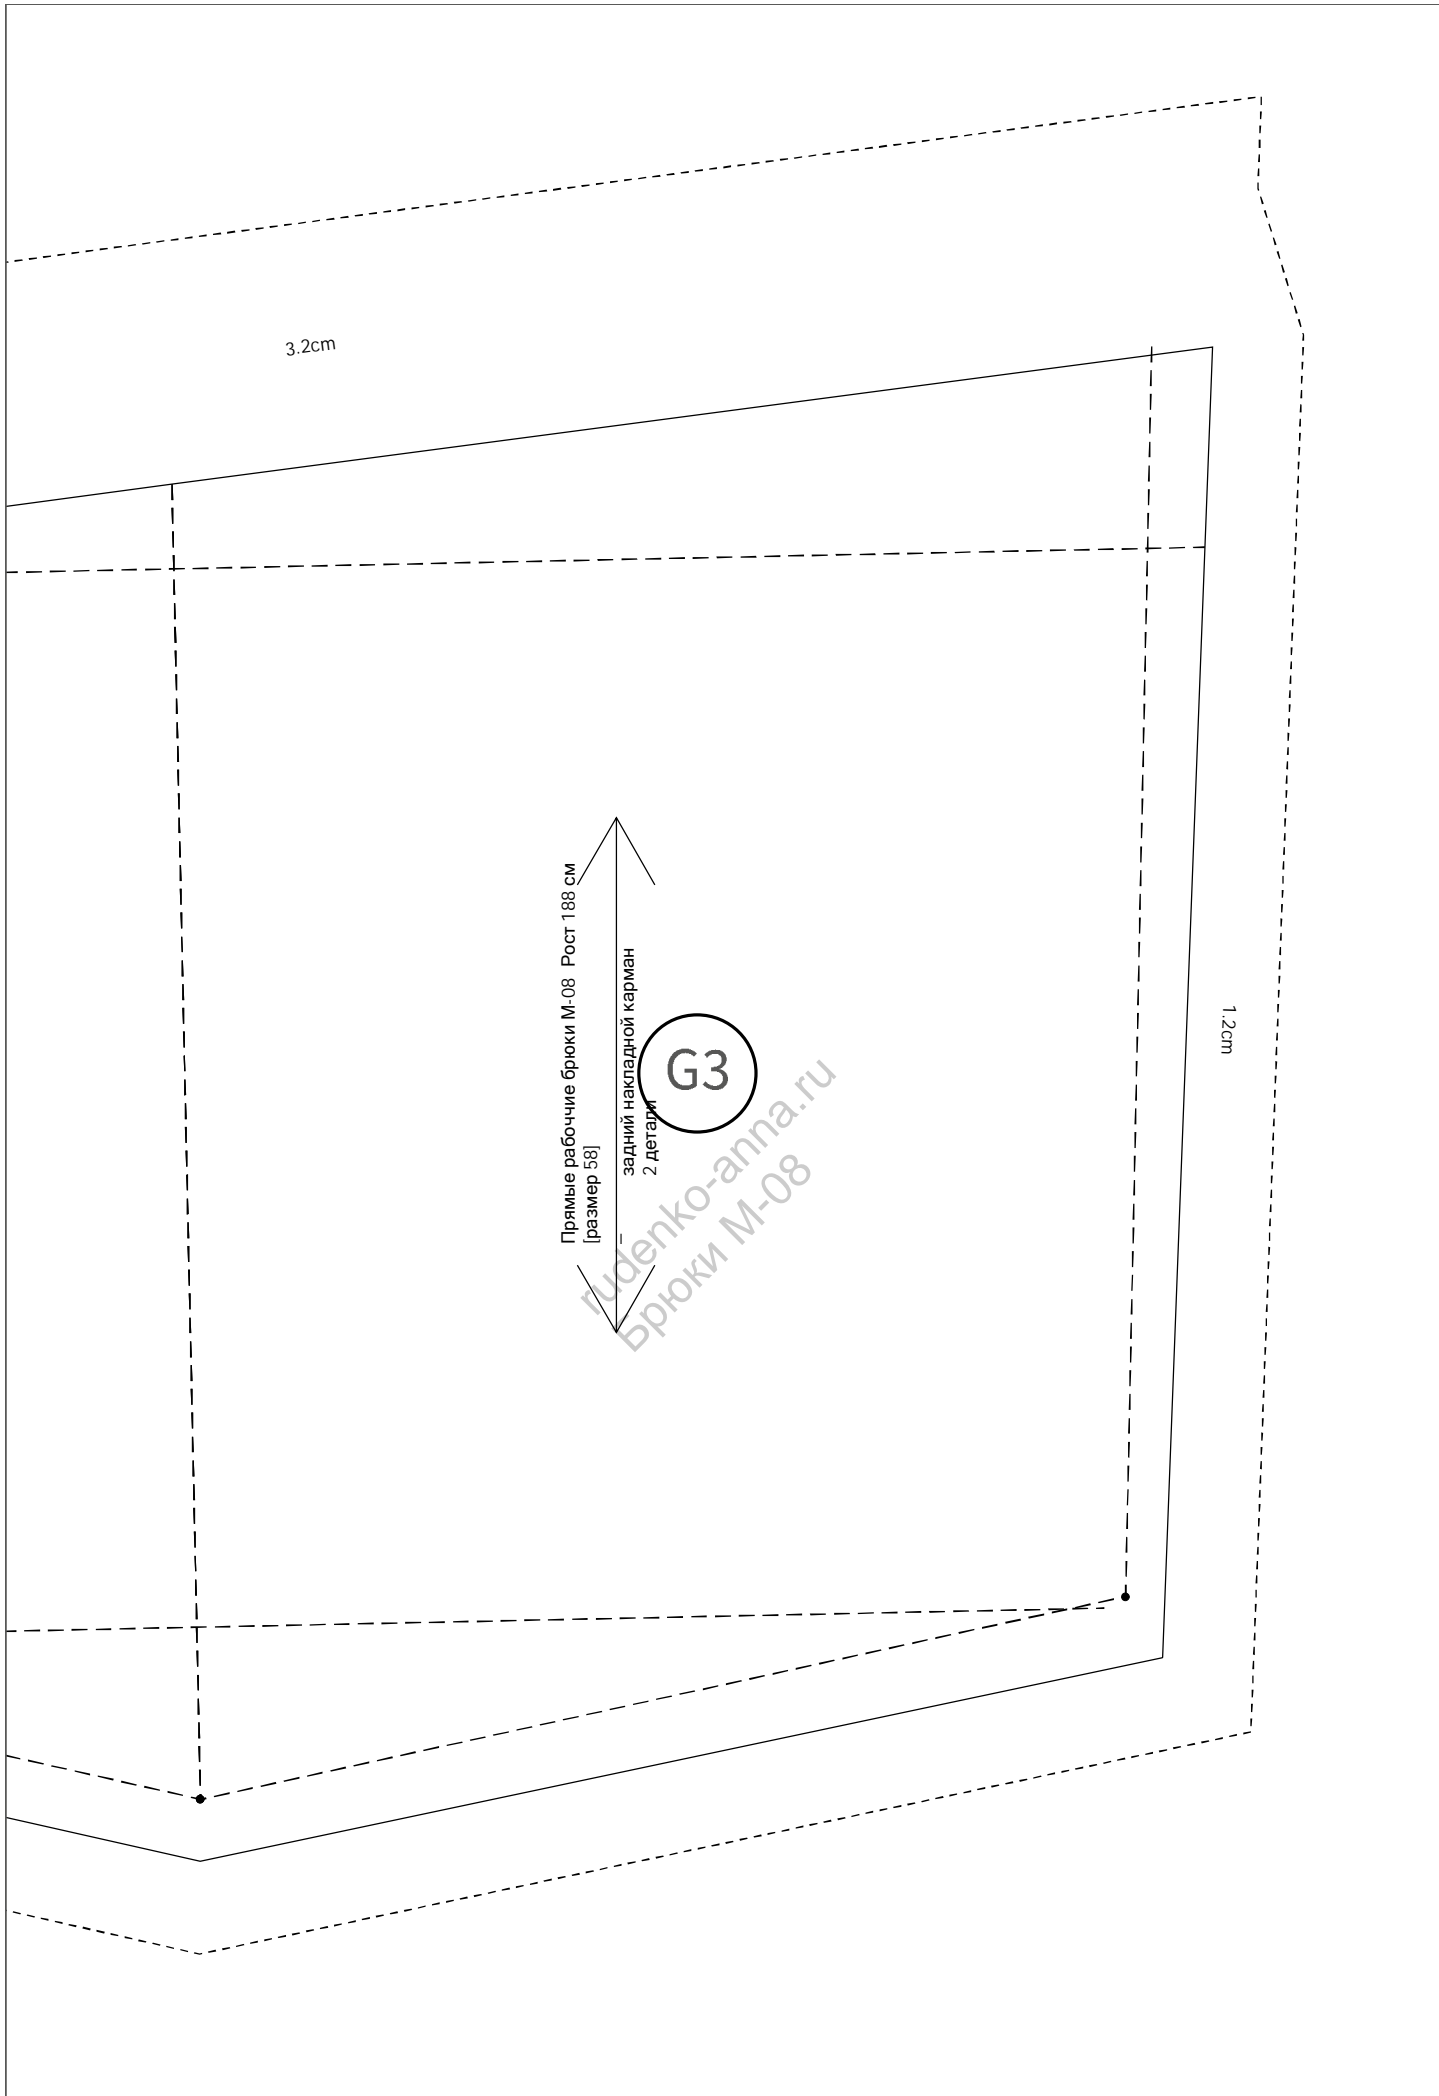 3.2cm
Прямые рабоччие брюки М-08 Рост 188 см
[размер 58]
задний накладной карман
2 детали
G3
1.2cm
rudenko-anna.ru
Брюки М-08